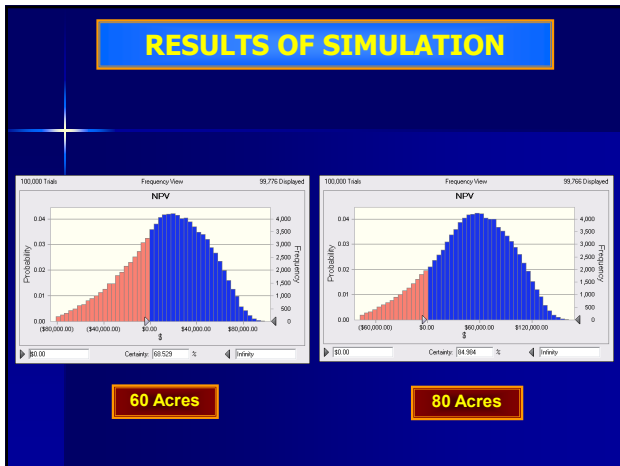 RESULTS OF SIMULATION
100,000 Trials Frequency View 99,776 Displayed
NPV
Probability
0.04
0.03
0.02
0.01
0.00
4,000
3,500
3,000
2,500
2,000
1,500
1,000
500
0
Frequency
($80,000.00) ($40,000.00) $0.00 $40,000.00 $80,000.00
$
$0.00 Certainty: 68.529 % Infinity
60 Acres
100,000 Trials Frequency View 99,766 Displayed
NPV
Probability
0.04
0.03
0.02
0.01
0.00
4,000
3,500
3,000
2,500
2,000
1,500
1,000
500
0
Frequency
($60,000.00) $0.00 $60,000.00 $120,000.00
$
$0.00 Certainty: 84.984 % Infinity
80 Acres